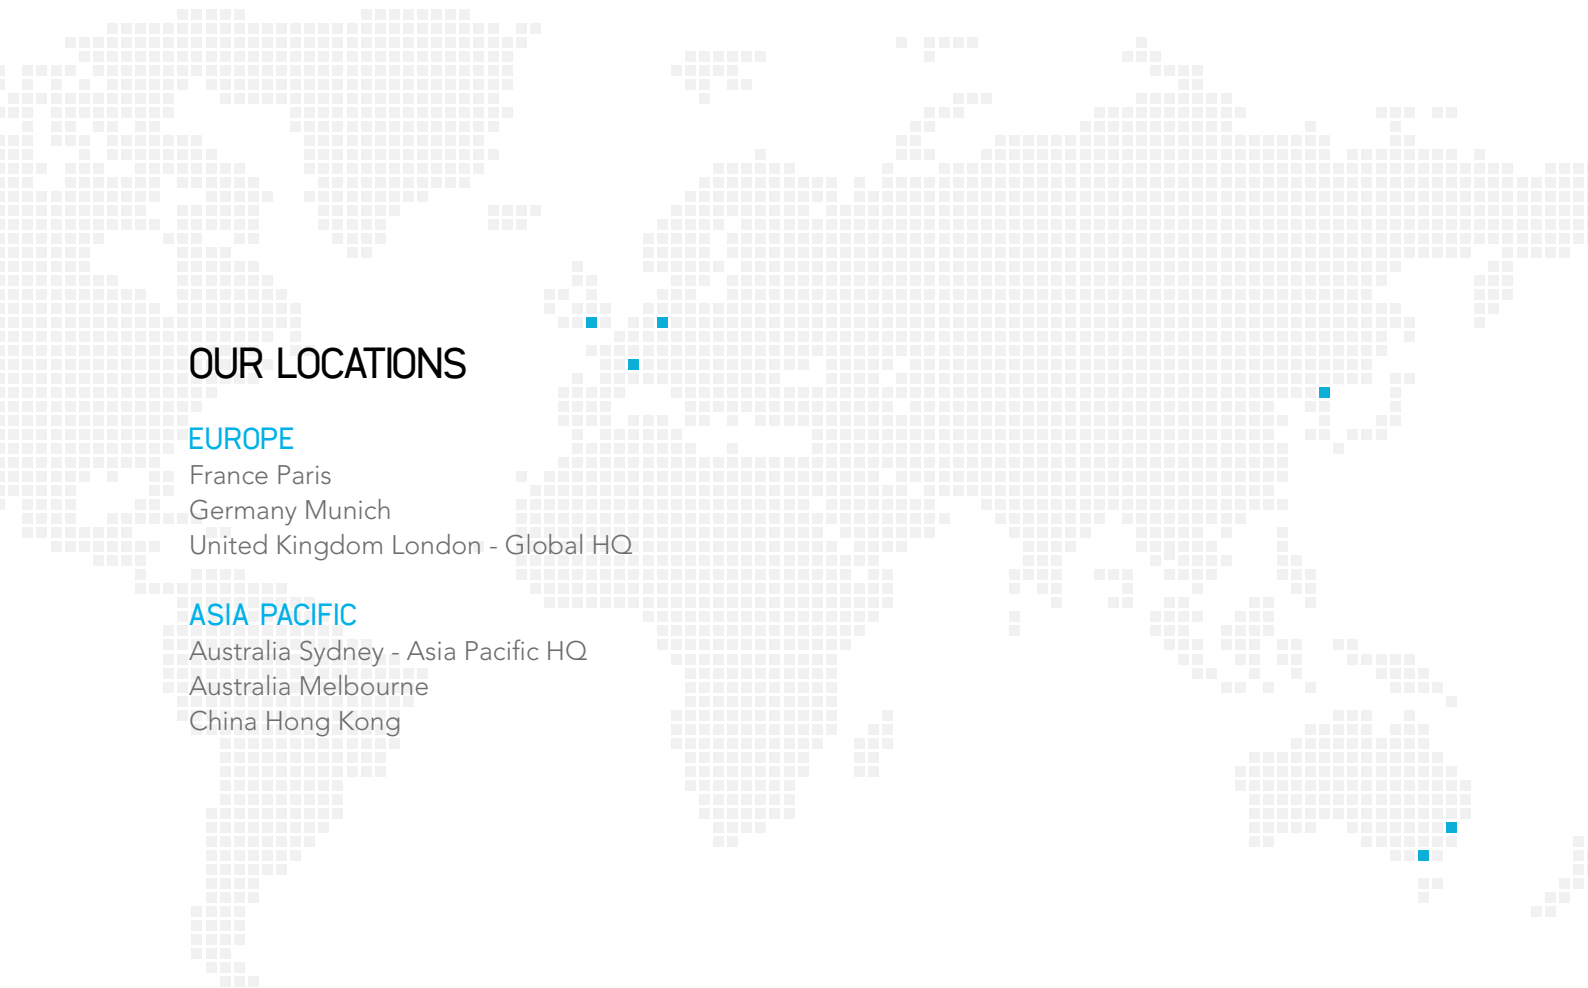 OUR LOCATIONS
EUROPE
France Paris
Germany Munich
United Kingdom London - Global HQ
ASIA PACIFIC
Australia Sydney - Asia Pacific HQ
Australia Melbourne
China Hong Kong